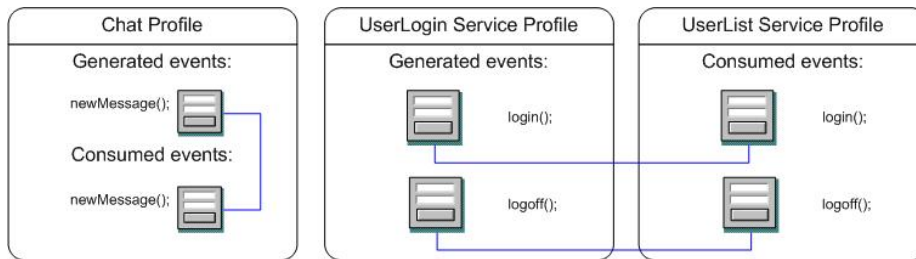 Chat Profile
Generated events:
newMessage();
Consumed events:
newMessage();
UserLogin Service Profile
Generated events:
login();
logoff();
UserList Service Profile
Consumed events:
login();
logoff();